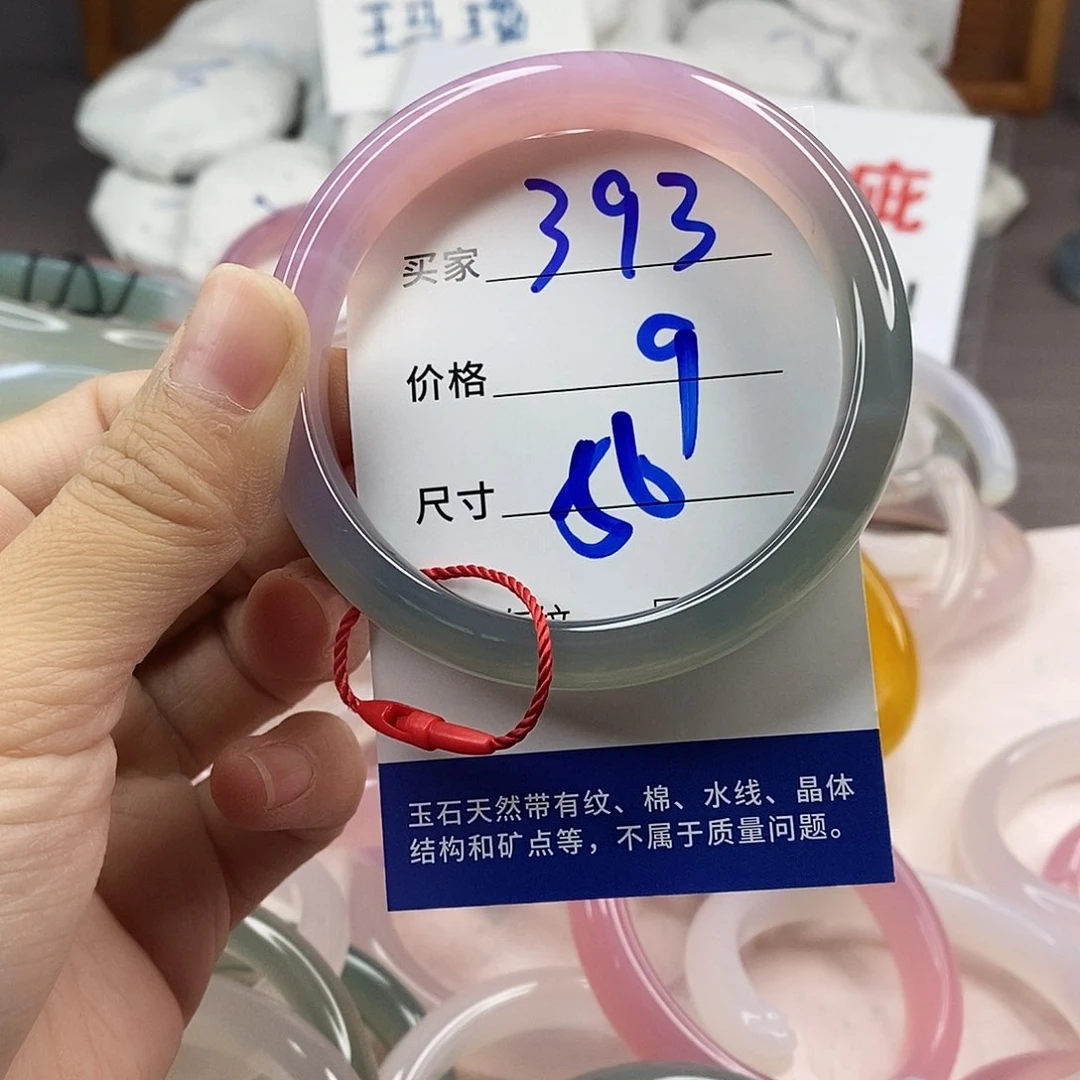 玛瑙
疵
买家 393
价格 9
尺寸 56
玉石天然带有纹、棉、水线、晶体
结构和矿点等，不属于质量问题。